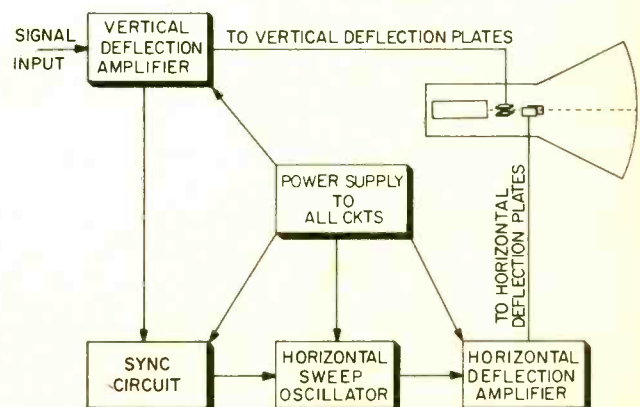 SIGNAL
INPUT
VERTICAL
DEFLECTION
AMPLIFIER
TO VERTICAL DEFLECTION PLATES
POWER SUPPLY
TO
ALL CKTS
TO HORIZONTAL
DEFLECTION PLATES
SYNC
CIRCUIT
HORIZONTAL
SWEEP
OSCILLATOR
HORIZONTAL
DEFLECTION
AMPLIFIER